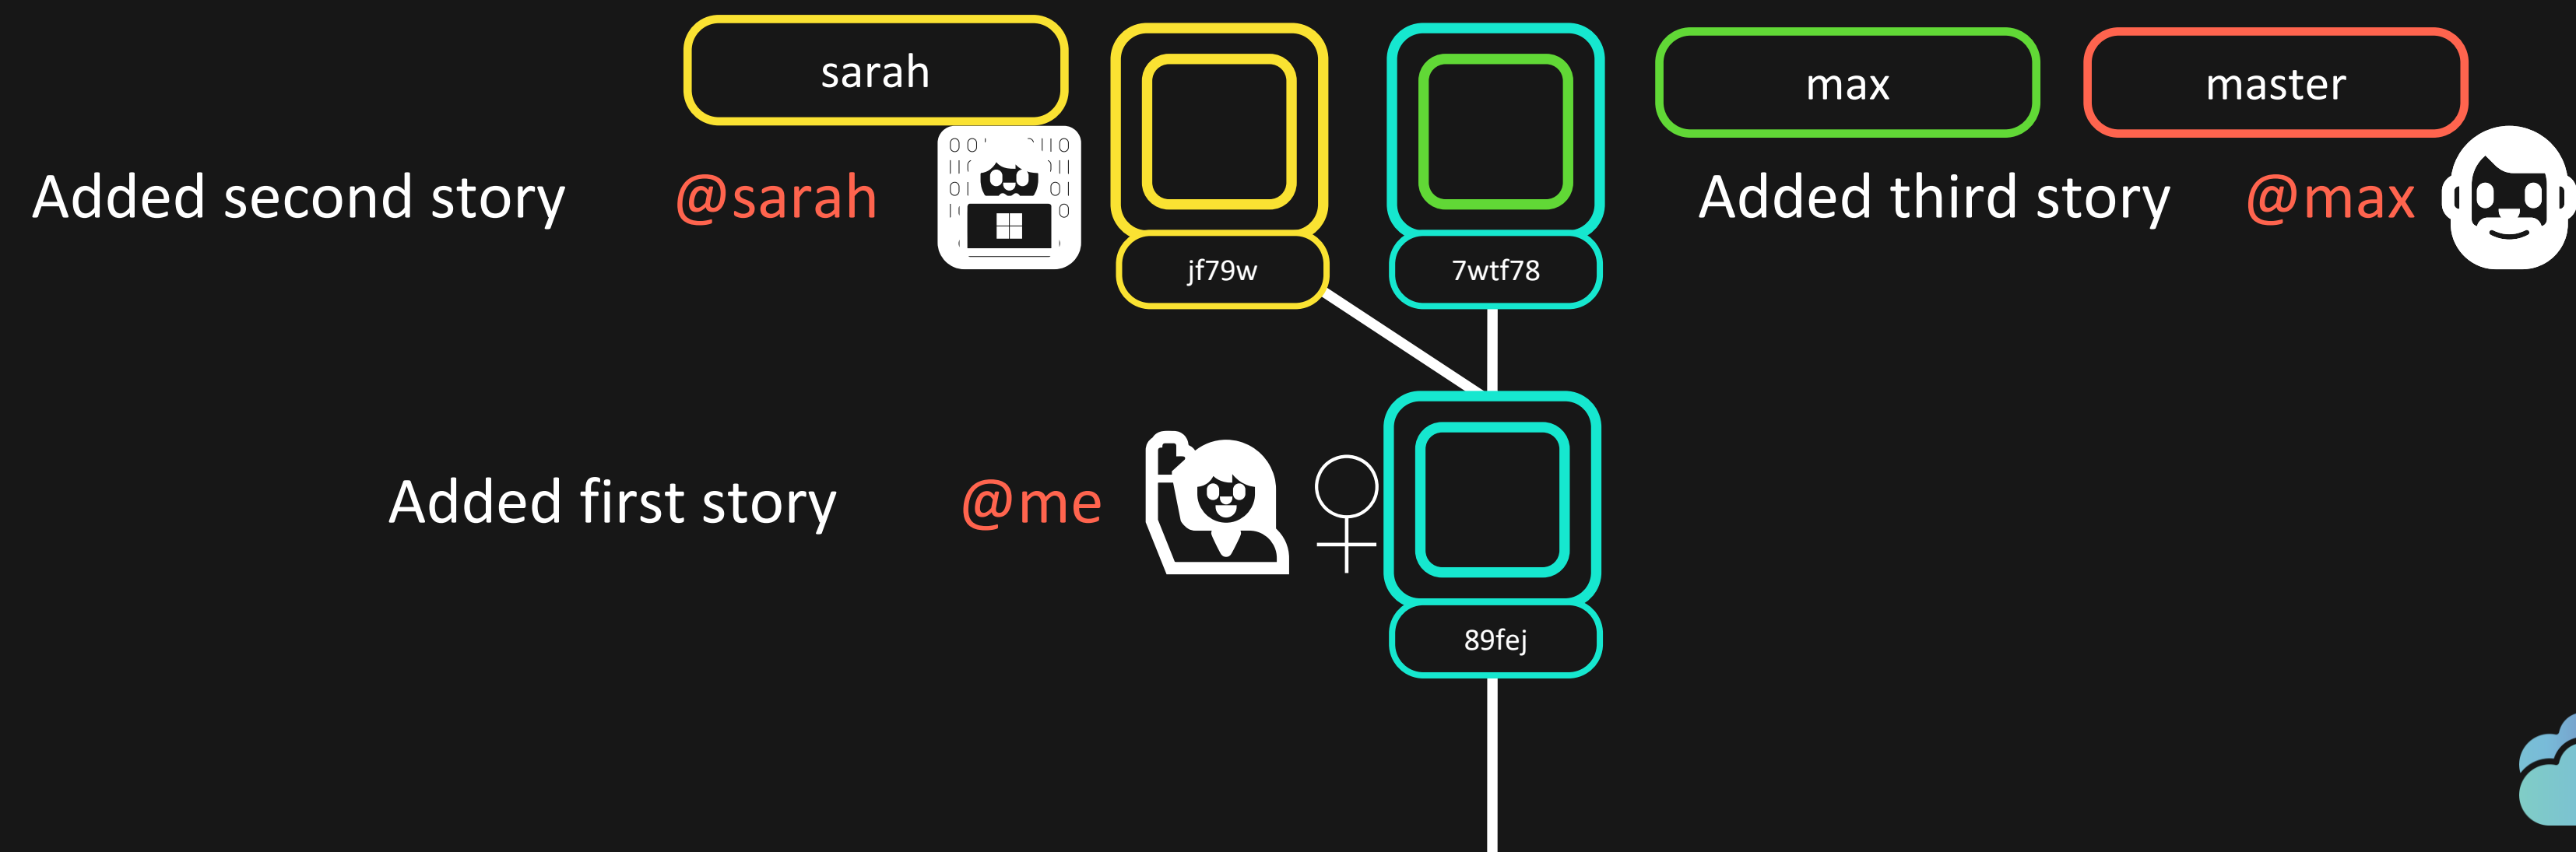 sarah
max
master
Added second story
@sarah
Added third story
@max
jf79w
7wtf78
Added first story
@me
89fej